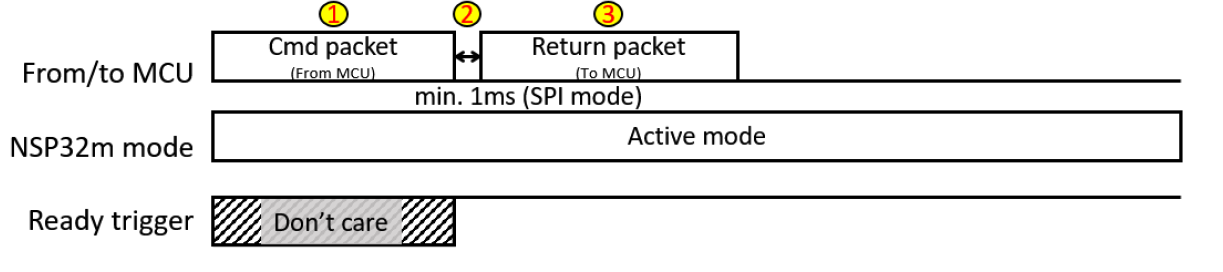 1 2 3
Cmd packet Return packet
From/to MCU (From MCU) (To MCU)
min. 1ms (SPI mode)
NSP32m mode Active mode
Ready trigger Don't care